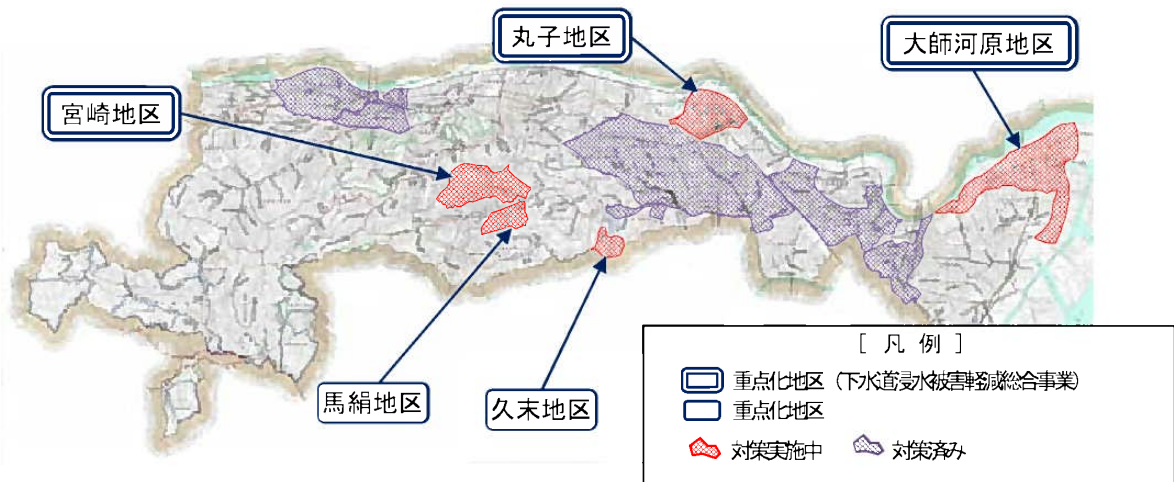 丸子地区
大師河原地区
宮崎地区
馬絹地区
久末地区
[凡例]
重点化地区（下水道浸水被害軽減総合事業）
重点化地区
対策実施中 対策済み